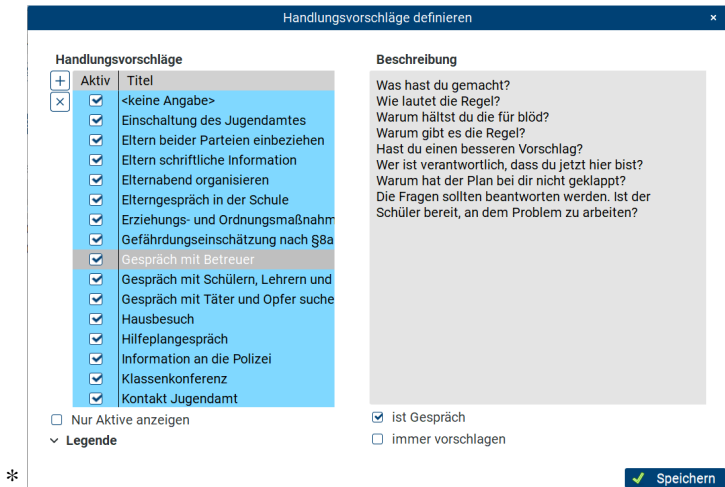 Handlungsvorschläge definieren
×
Handlungsvorschläge
Aktiv Titel
<keine Angabe>
Einschaltung des Jugendamtes
Eltern beider Parteien einbeziehen
Eltern schriftliche Information
Elternabend organisieren
Elterngespräch in der Schule
Erziehungs- und Ordnungsmaßnahm
Gefährdungseinschätzung nach §8a
Gespräch mit Betreuer
Gespräch mit Schülern, Lehrern und
Gespräch mit Täter und Opfer suche
Hausbesuch
Hilfeplangespräch
Information an die Polizei
Klassenkonferenz
Kontakt Jugendamt
Nur Aktive anzeigen
Legende
Beschreibung
Was hast du gemacht?
Wie lautet die Regel?
Warum hältst du die für blöd?
Warum gibt es die Regel?
Hast du einen besseren Vorschlag?
Wer ist verantwortlich, dass du jetzt hier bist?
Warum hat der Plan bei dir nicht geklappt?
Die Fragen sollten beantworten werden. Ist der
Schüler bereit, an dem Problem zu arbeiten?
ist Gespräch
immer vorschlagen
*
Speichern